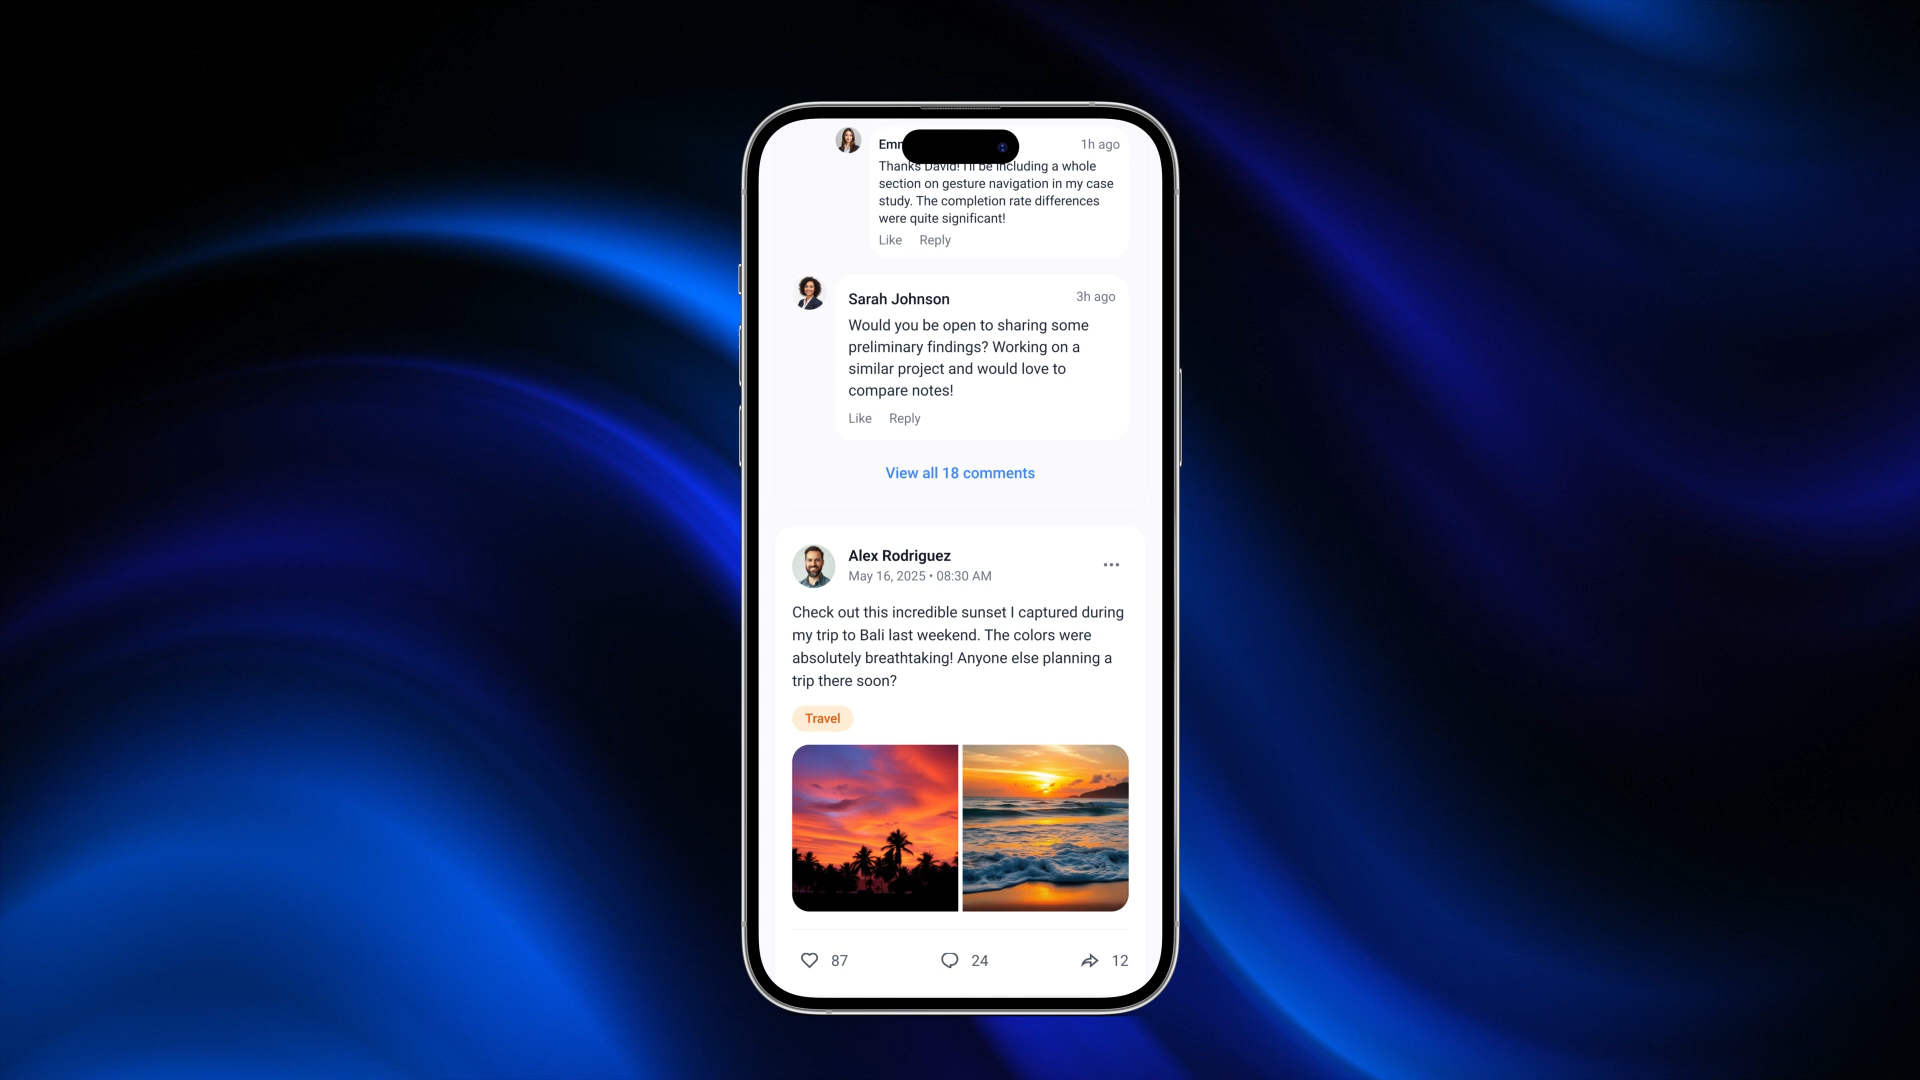 1h ago
Thanks David! I'll be including a whole
section on gesture navigation in my case
study. The completion rate differences
were quite significant!
Like Reply
Sarah Johnson 3h ago
Would you be open to sharing some
preliminary findings? Working on a
similar project and would love to
compare notes!
Like Reply
View all 18 comments
Alex Rodriguez
May 16, 2025 • 08:30 AM
Check out this incredible sunset I captured during
my trip to Bali last weekend. The colors were
absolutely breathtaking! Anyone else planning a
trip there soon?
Travel
87 24 12